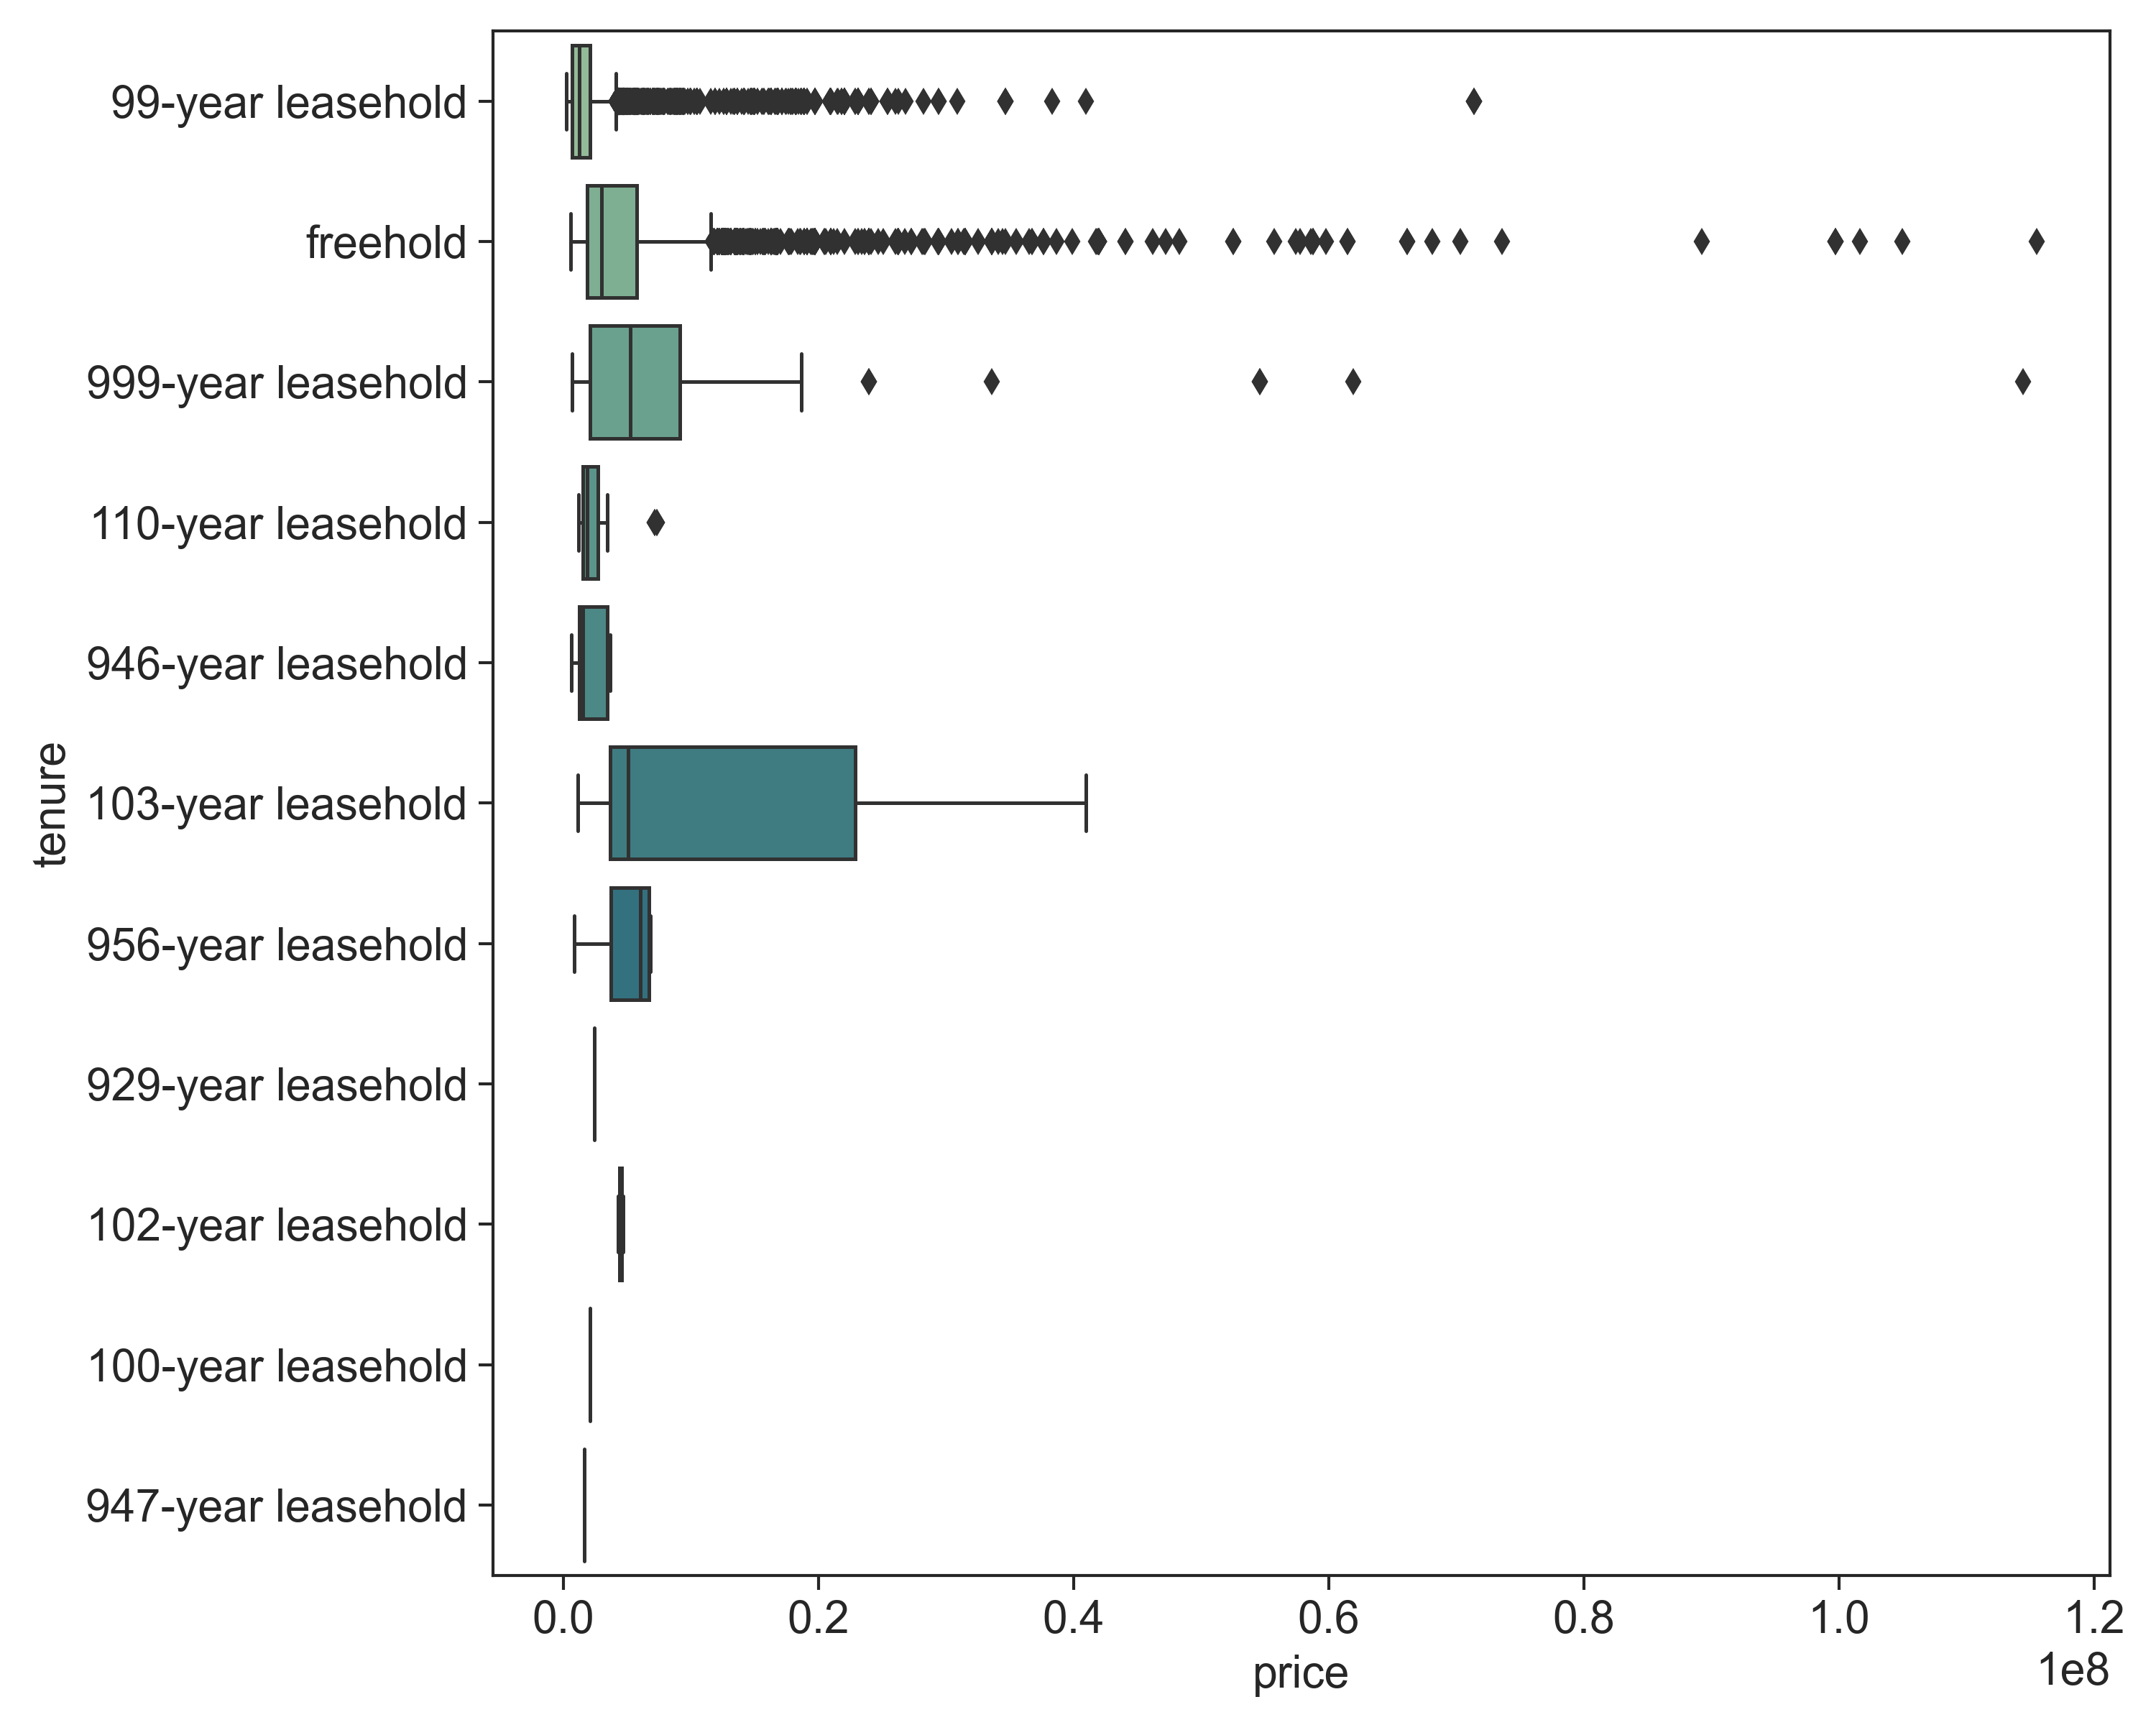 99-year leasehold
freehold
999-year leasehold
110-year leasehold
946-year leasehold
103-year leasehold
956-year leasehold
929-year leasehold
102-year leasehold
100-year leasehold
947-year leasehold
tenure
0.0 0.2 0.4 0.6 0.8 1.0 1.2
price
1e8